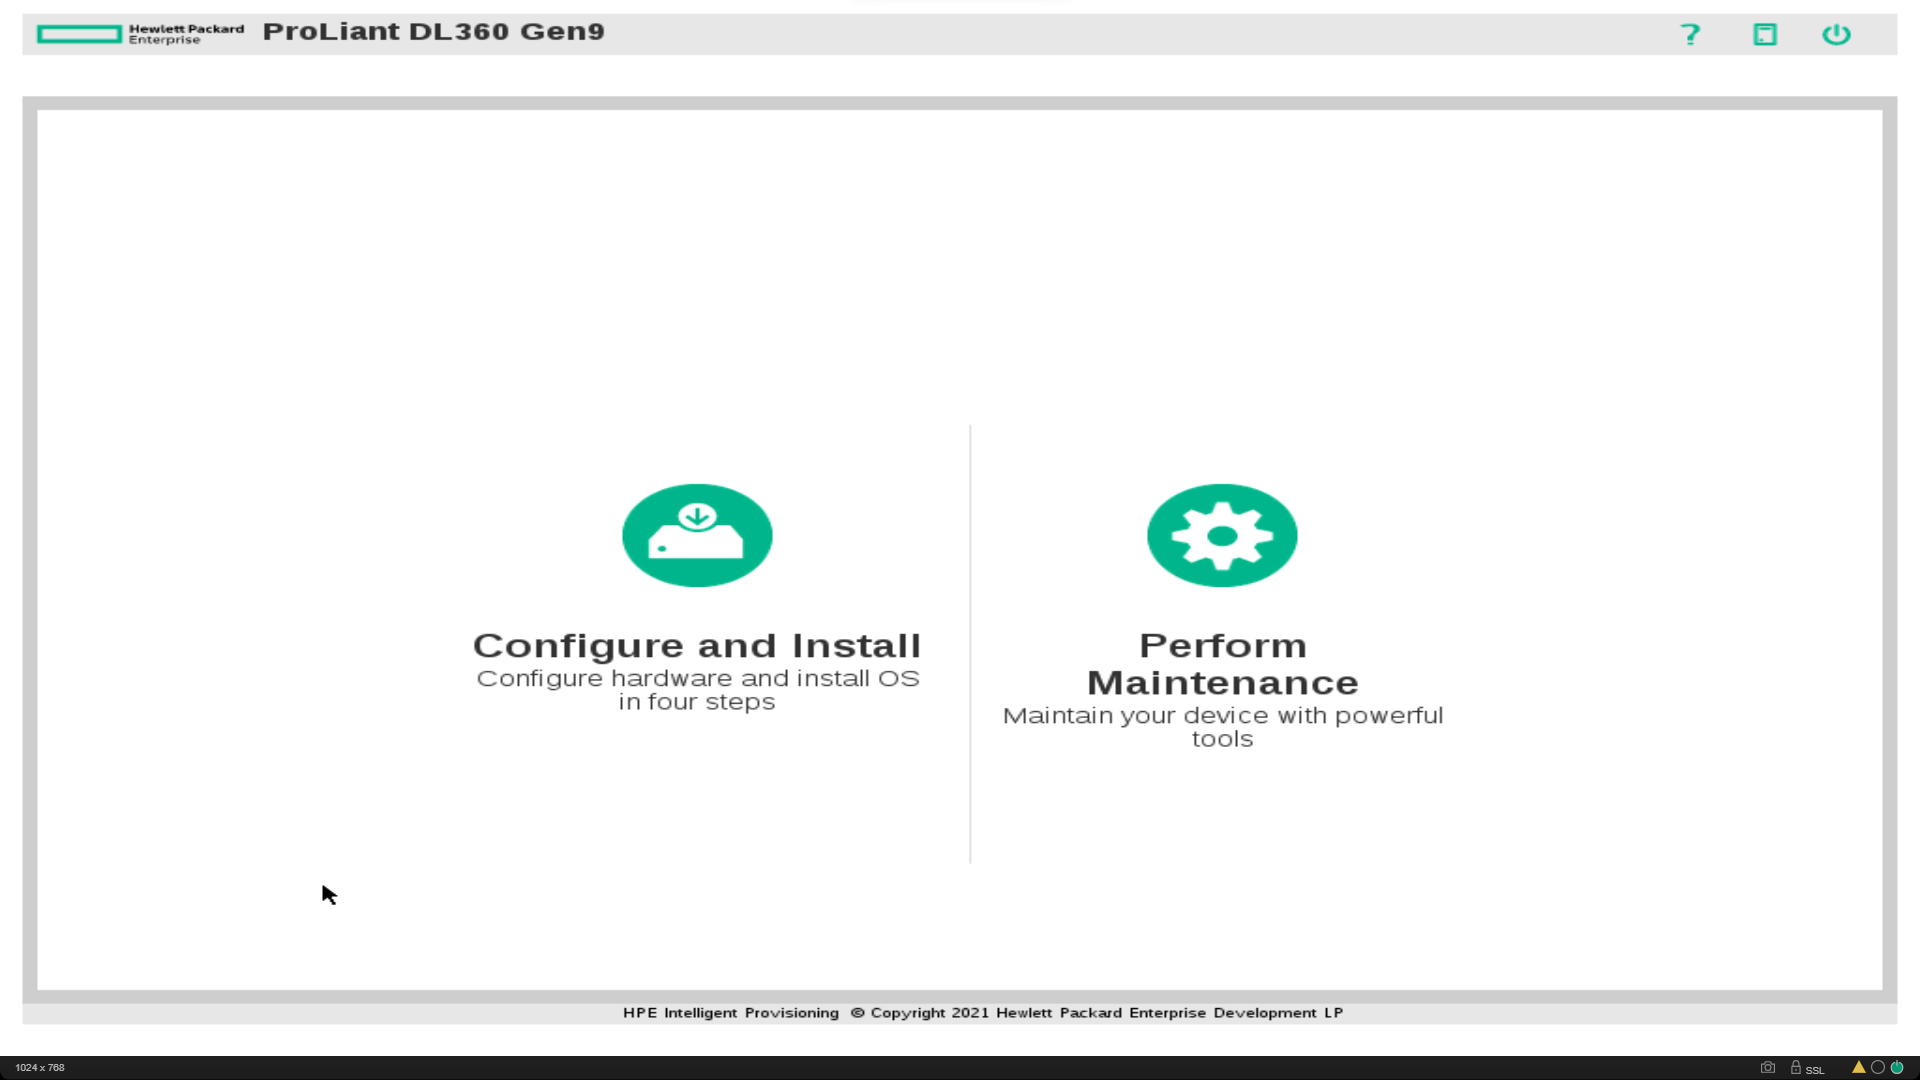 Hewlett Packard
Enterprise
ProLiant DL360 Gen9
?
Configure and Install
Configure hardware and install OS
in four steps
Perform
Maintenance
Maintain your device with powerful
tools
HPE Intelligent Provisioning © Copyright 2021 Hewlett Packard Enterprise Development LP
1024 x 768
SSL